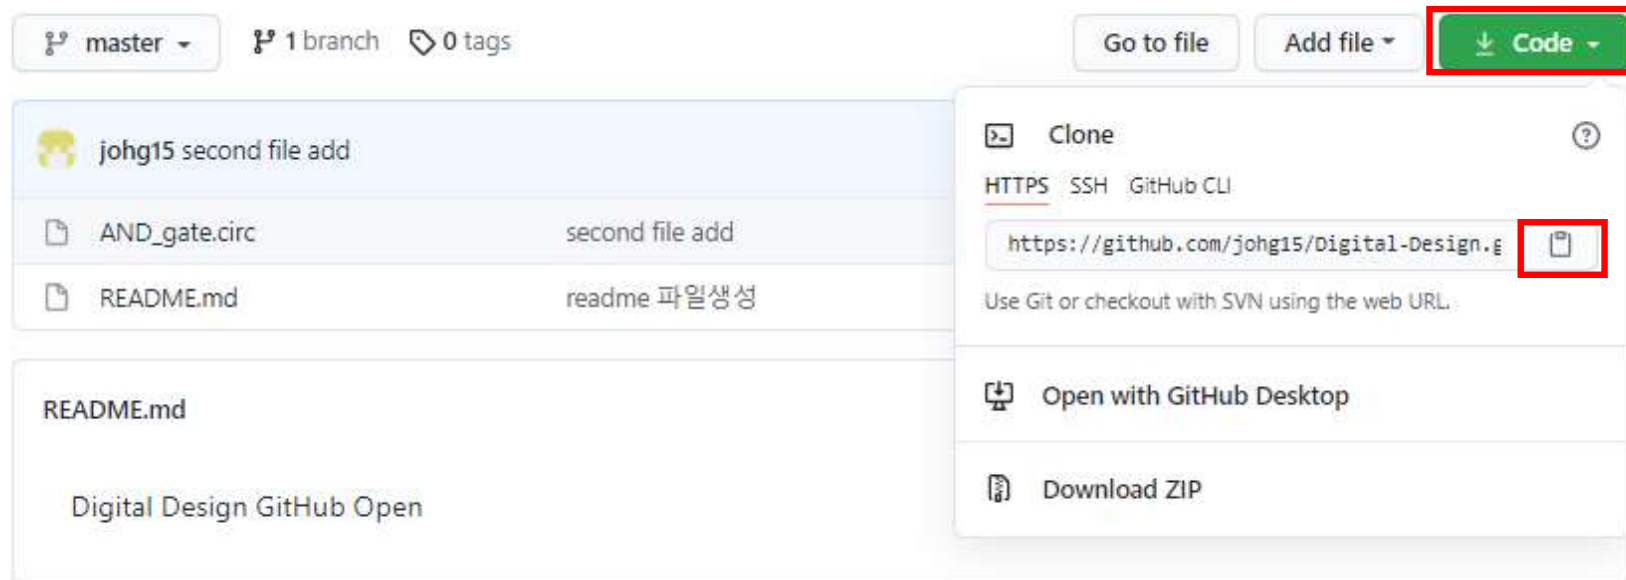 master 1 branch 0 tags Go to file Add file Code
johg15 second file add
AND_gate.circ second file add
README.md readme 파일생성
README.md
Digital Design GitHub Open
Clone
HTTPS SSH GitHub CLI
https://github.com/johg15/Digital-Design.g
Use Git or checkout with SVN using the web URL.
Open with GitHub Desktop
Download ZIP